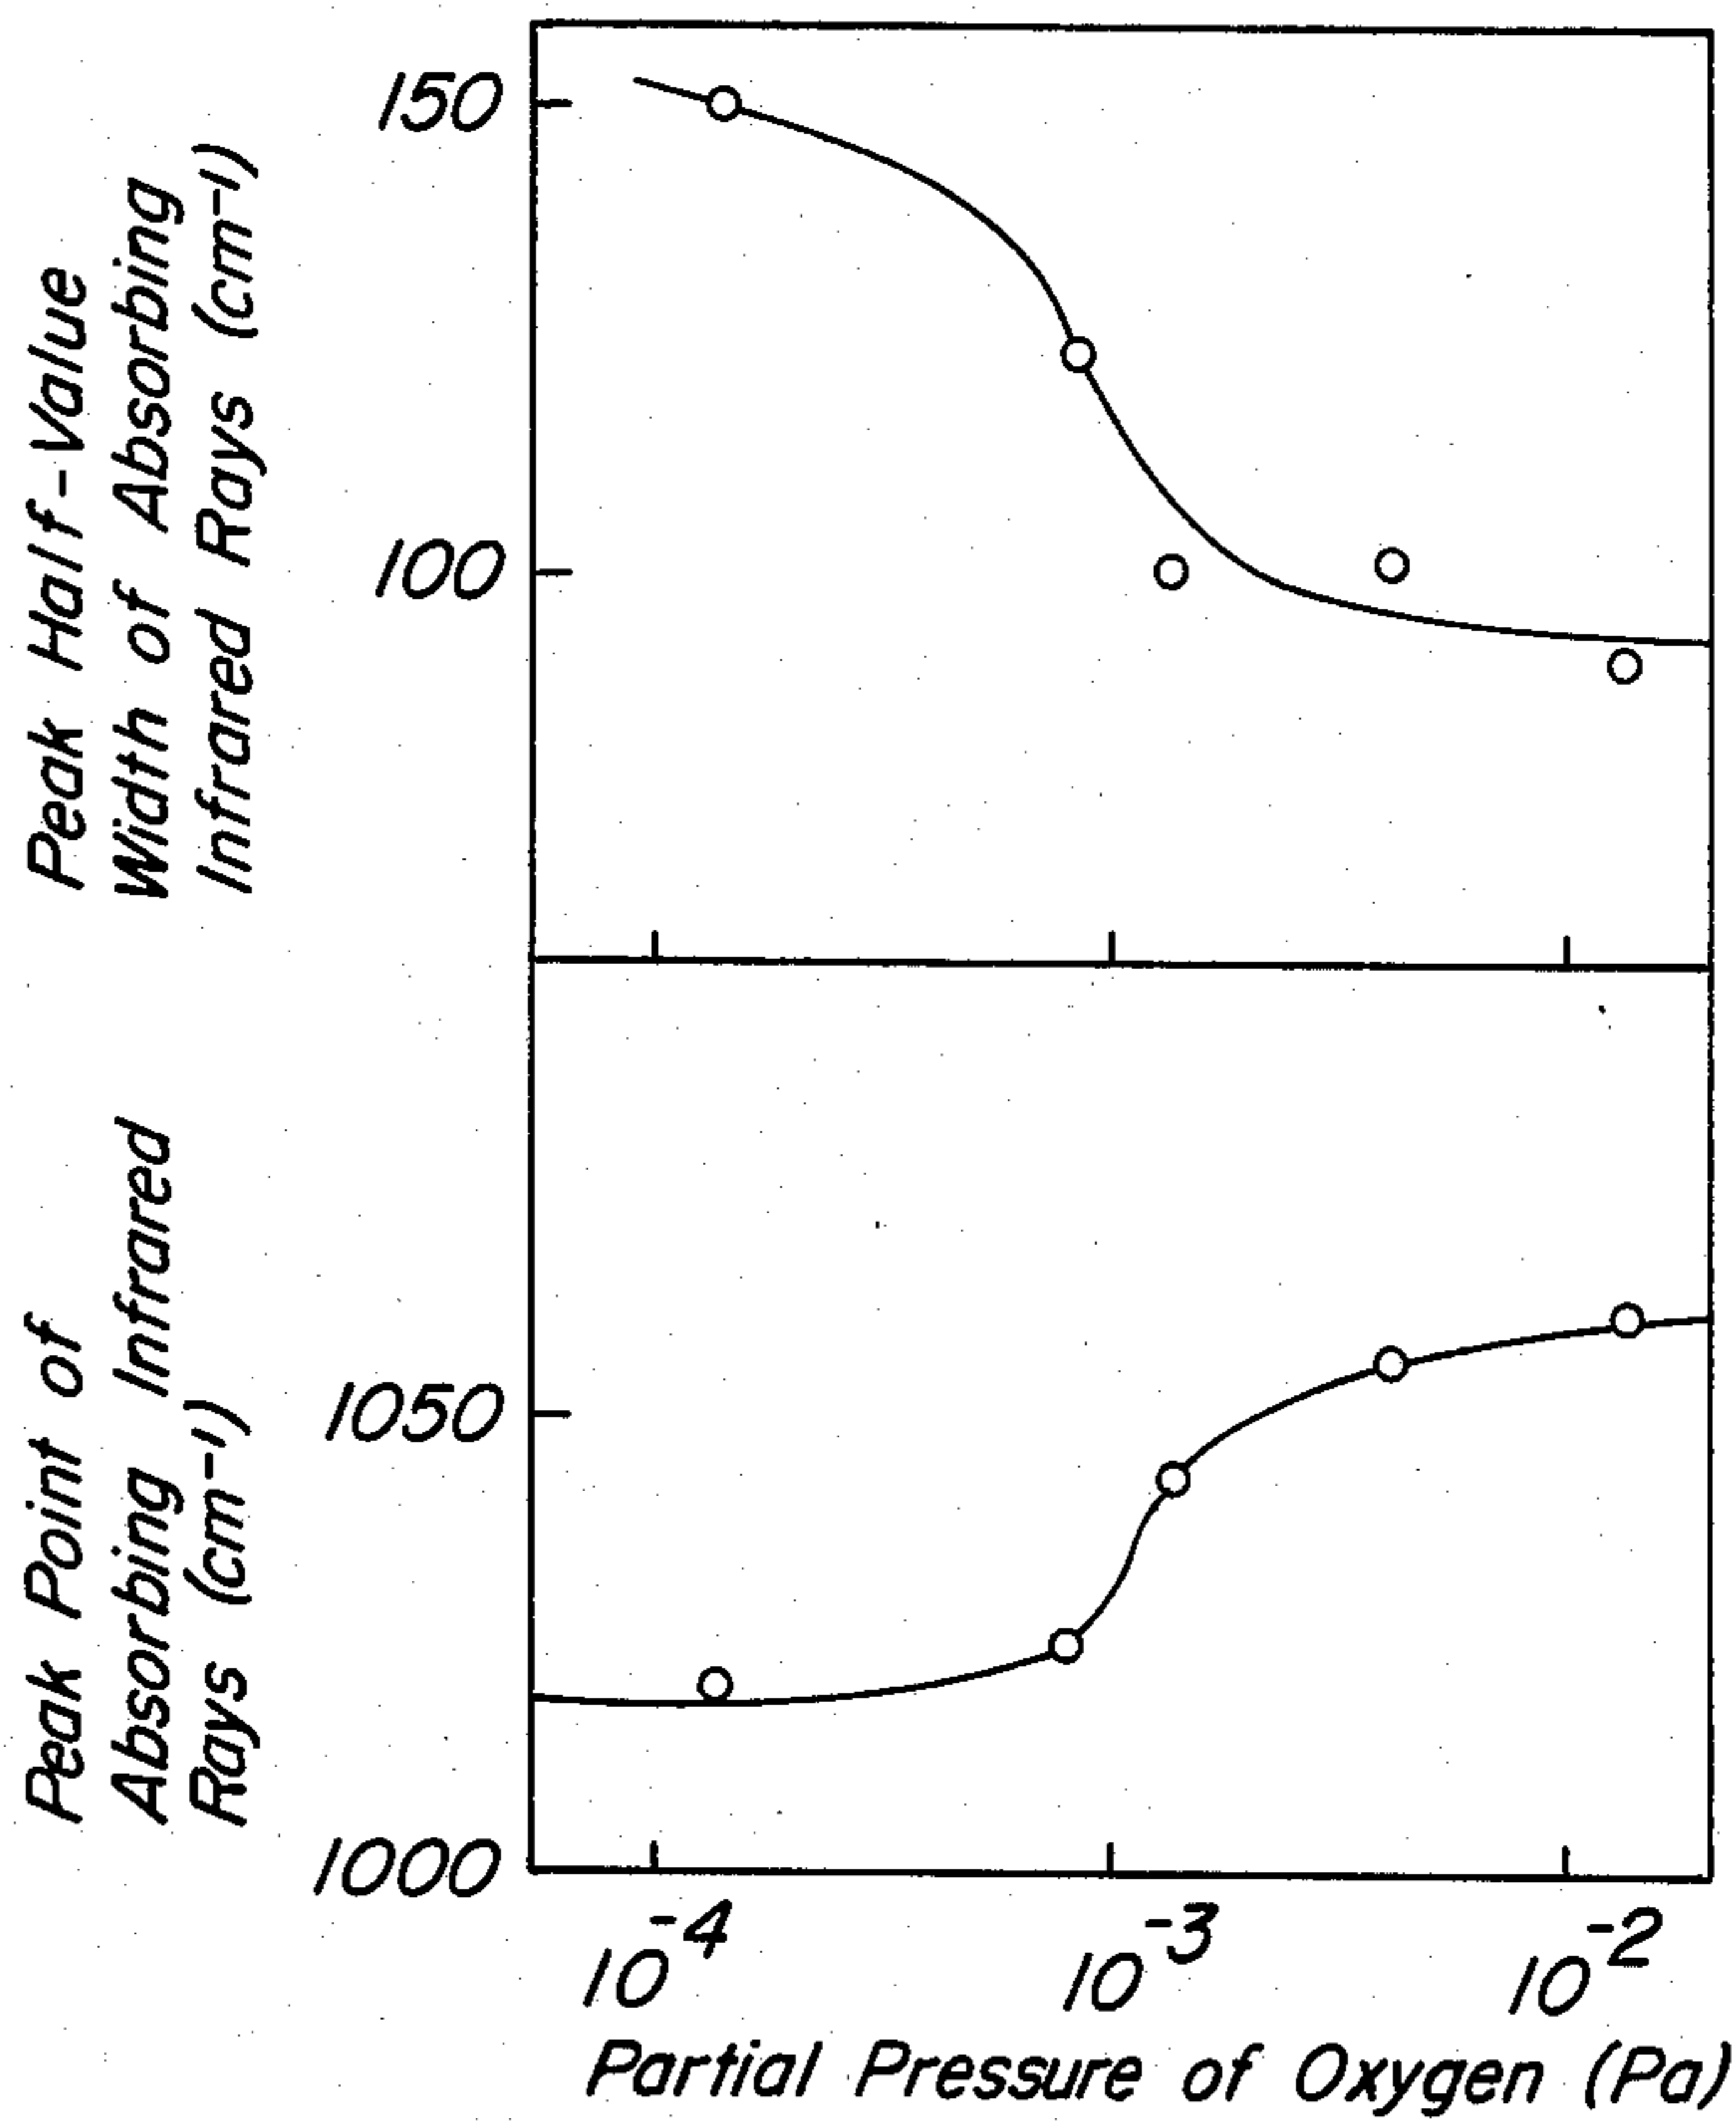 Peak Half-Value
Width of Absorbing
Infrared Rays (cm⁻¹)
150
100
Peak Point of
Absorbing Infrared
Rays (cm⁻¹)
1050
1000
10⁻⁴
10⁻³
10⁻²
Partial Pressure of Oxygen (Pa)